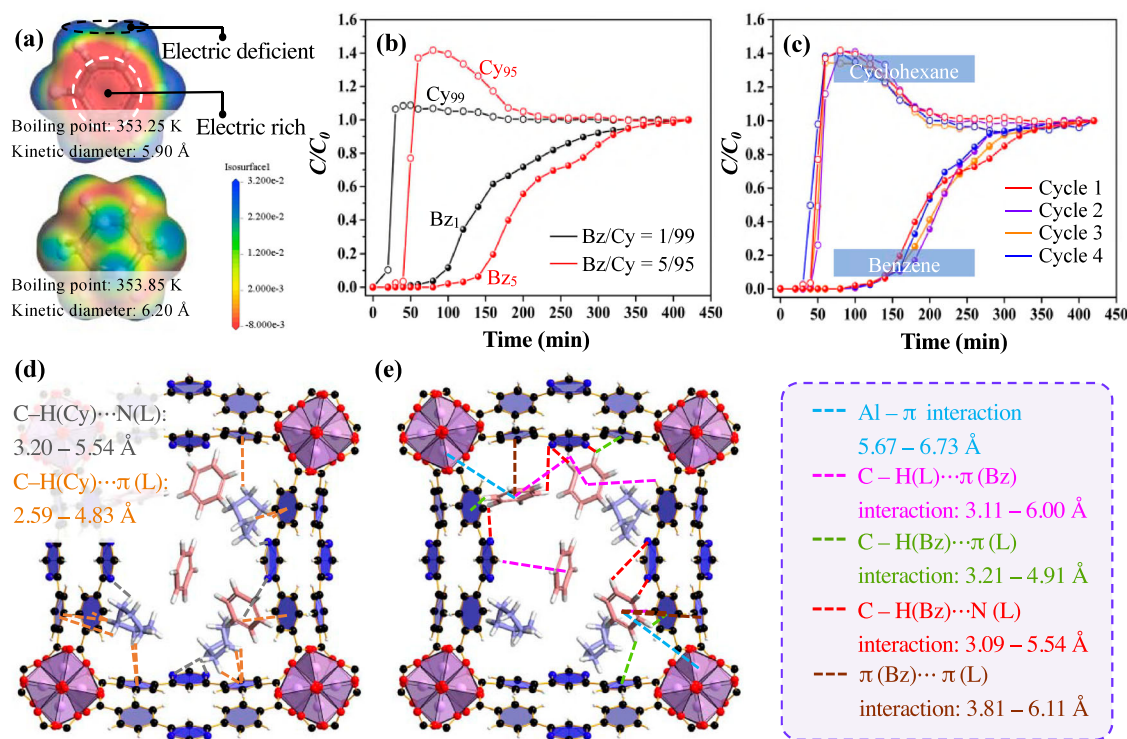 (a)
Electric deficient
Electric rich
Boiling point: 353.25 K
Kinetic diameter: 5.90 Å
Isosurface1
3.200e-2
2.000e-2
1.200e-2
2.000e-3
-8.000e-3
Boiling point: 353.85 K
Kinetic diameter: 6.20 Å
(b)
C/C0
1.6
1.4
1.2
1.0
0.8
0.6
0.4
0.2
0.0
Cy95
Cy99
Bz1
Bz5
Bz/Cy = 1/99
Bz/Cy = 5/95
0 50 100 150 200 250 300 350 400 450
Time (min)
(c)
C/C0
1.6
1.4
1.2
1.0
0.8
0.6
0.4
0.2
0.0
Cyclohexane
Benzene
Cycle 1
Cycle 2
Cycle 3
Cycle 4
0 50 100 150 200 250 300 350 400 450
Time (min)
(d)
C–H(Cy)···N(L):
3.20 – 5.54 Å
C–H(Cy)···π(L):
2.59 – 4.83 Å
(e)
Al – π interaction
5.67 – 6.73 Å
C – H(L)···π(Bz)
interaction: 3.11 – 6.00 Å
C – H(Bz)···π(L)
interaction: 3.21 – 4.91 Å
C – H(Bz)···N (L)
interaction: 3.09 – 5.54 Å
π (Bz)··· π (L)
interaction: 3.81 – 6.11 Å